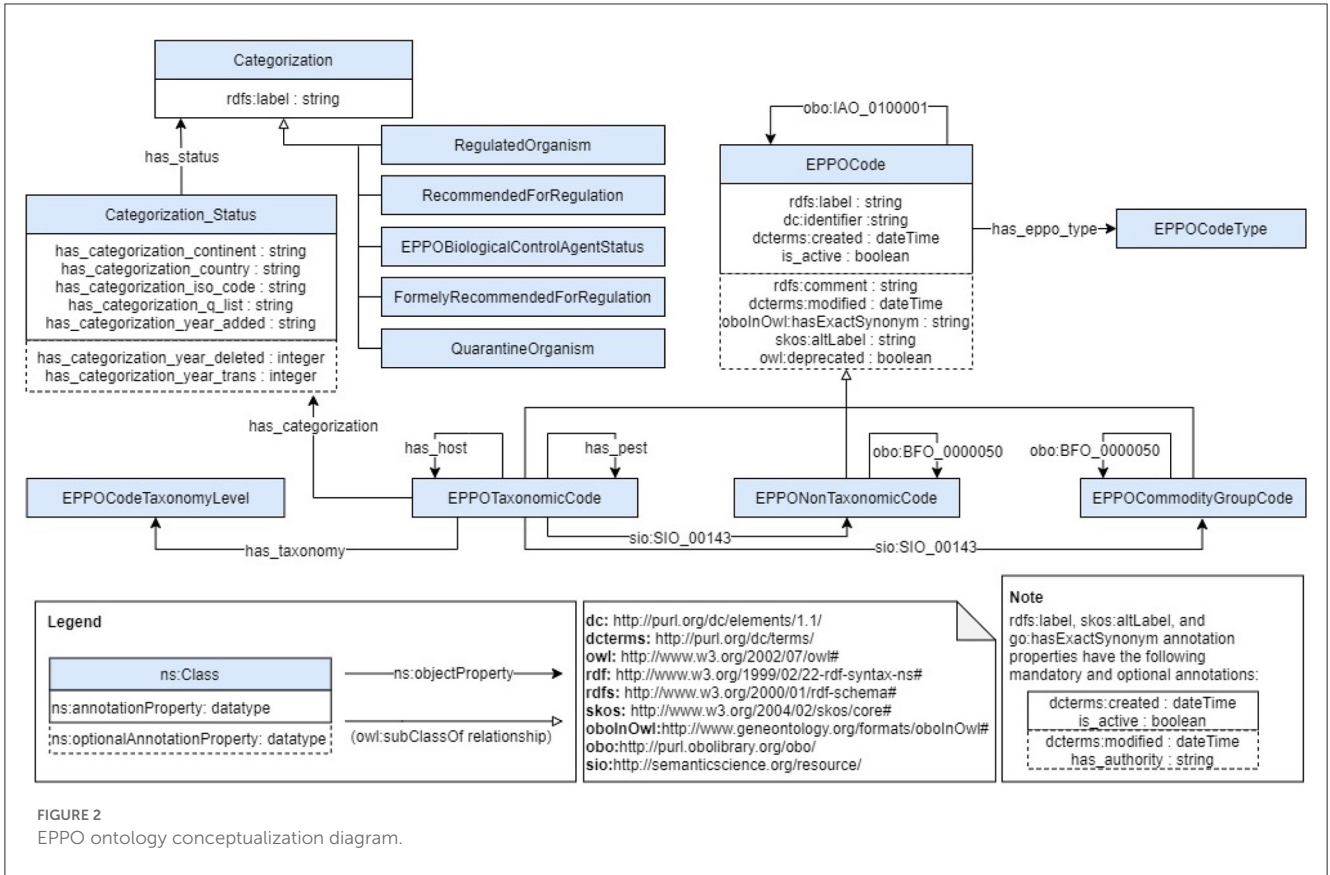 Categorization
rdfs:label : string
has_status
RegulatedOrganism
RecommendedForRegulation
EPPOBiologicalControlAgentStatus
FormelyRecommendedForRegulation
QuarantineOrganism
Categorization_Status
has_categorization_continent : string
has_categorization_country : string
has_categorization_iso_code : string
has_categorization_q_list : string
has_categorization_year_added : string
has_categorization_year_deleted : integer
has_categorization_year_trans : integer
obo:IAO_0100001
EPPOCode
rdfs:label : string
dc:identifier :string
dcterms:created : dateTime
is_active : boolean
rdfs:comment : string
dcterms:modified : dateTime
oboInOwl:hasExactSynonym : string
skos:altLabel : string
owl:deprecated : boolean
has_eppo_type
EPPOCodeType
has_categorization
has_host
has_pest
obo:BFO_0000050
obo:BFO_0000050
EPPOCodeTaxonomyLevel
EPPOTaxonomicCode
EPPONonTaxonomicCode
EPPOCommodityGroupCode
has_taxonomy
sio:SIO_00143
sio:SIO_00143
Legend
ns:Class
ns:annotationProperty: datatype
ns:optionalAnnotationProperty: datatype
ns:objectProperty
(owl:subClassOf relationship)
dc: http://purl.org/dc/elements/1.1/
dcterms: http://purl.org/dc/terms/
owl: http://www.w3.org/2002/07/owl#
rdf: http://www.w3.org/1999/02/22-rdf-syntax-ns#
rdfs: http://www.w3.org/2000/01/rdf-schema#
skos: http://www.w3.org/2004/02/skos/core#
oboInOwl:http://www.geneontology.org/formats/oboInOwl#
obo:http://purl.obolibrary.org/obo/
sio:http://semanticscience.org/resource/
Note
rdfs:label, skos:altLabel, and
go:hasExactSynonym annotation
properties have the following
mandatory and optional annotations:
dcterms:created : dateTime
is_active : boolean
dcterms:modified : dateTime
has_authority : string
FIGURE 2
EPPO ontology conceptualization diagram.